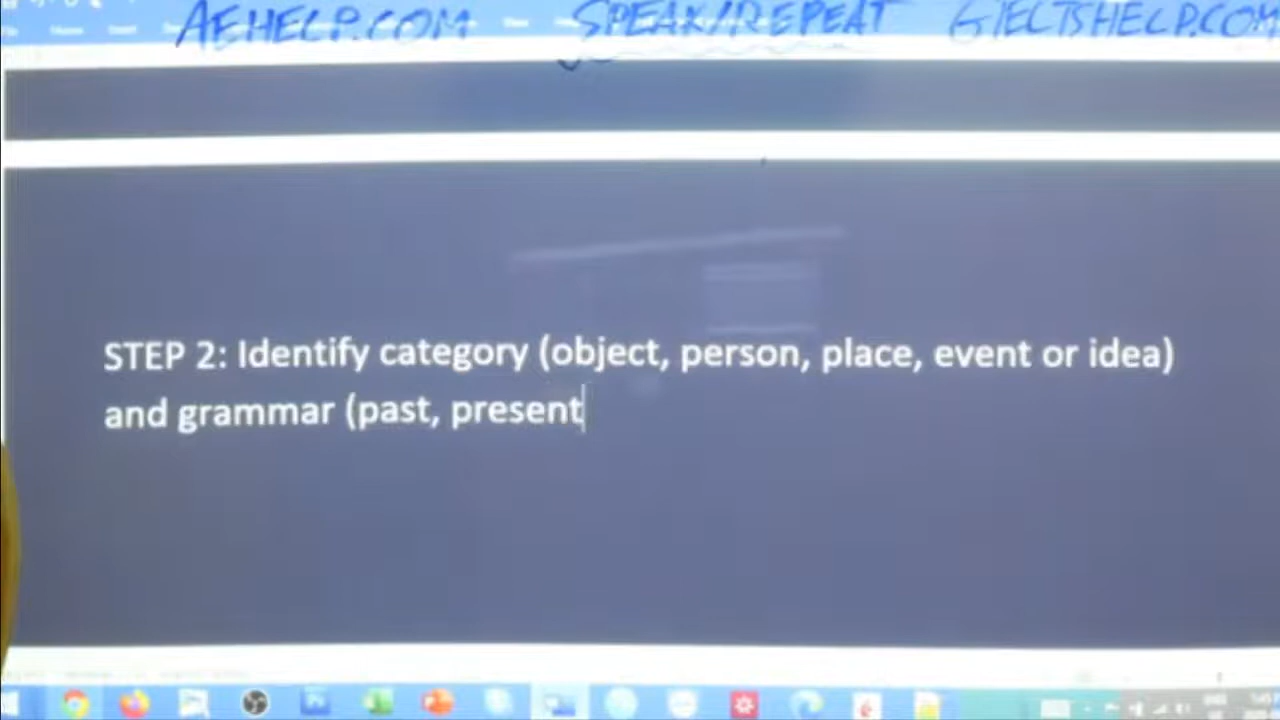 AEHELP.COM SPEAK/REPEAT GIELTSHELP.COM
STEP 2: Identify category (object, person, place, event or idea)
and grammar (past, present